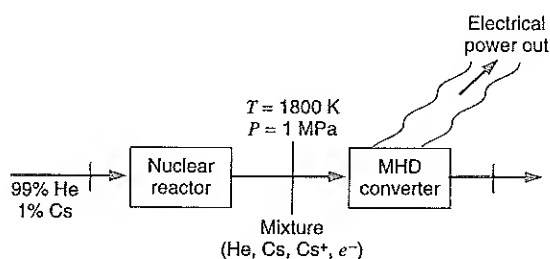 Electrical
power out
T = 1800 K
P = 1 MPa
99% He
1% Cs
Nuclear
reactor
MHD
converter
Mixture
(He, Cs, Cs⁺, e⁻)